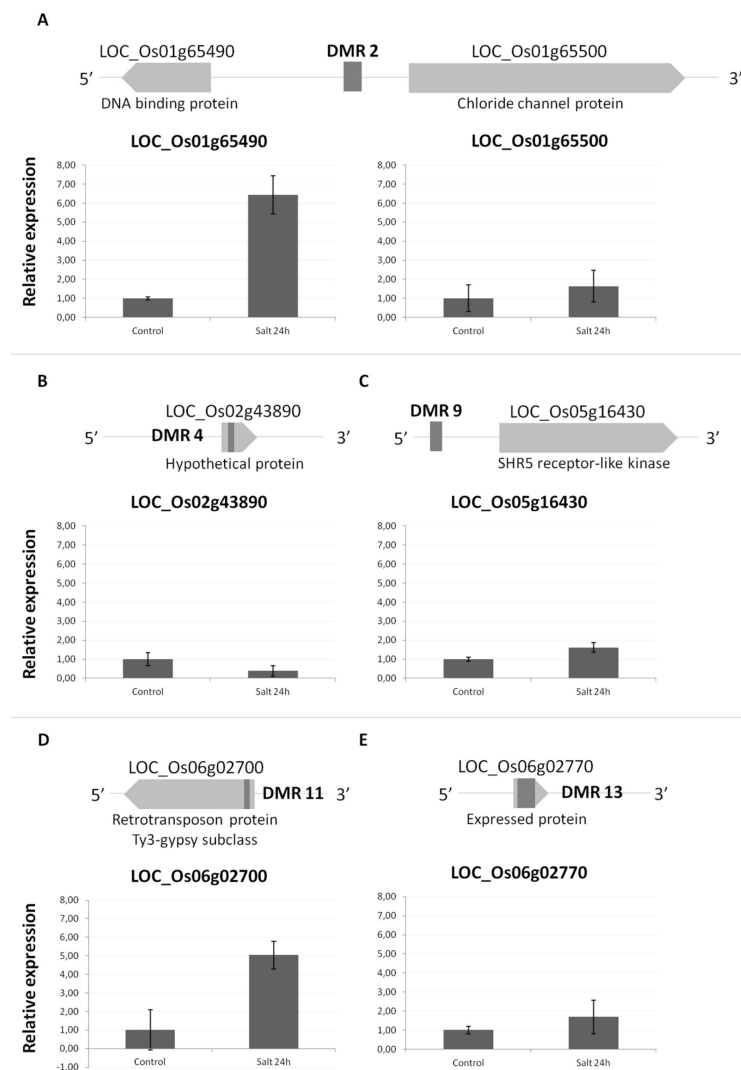 A
LOC_Os01g65490 DMR 2 LOC_Os01g65500
5’ 3’
DNA binding protein Chloride channel protein
LOC_Os01g65490
Relative expression
8,00
7,00
6,00
5,00
4,00
3,00
2,00
1,00
0,00
Control Salt 24h
LOC_Os01g65500
8,00
7,00
6,00
5,00
4,00
3,00
2,00
1,00
0,00
Control Salt 24h
B
LOC_Os02g43890
5’ DMR 4 3’
Hypothetical protein
LOC_Os02g43890
Relative expression
8,00
7,00
6,00
5,00
4,00
3,00
2,00
1,00
0,00
Control Salt 24h
C
DMR 9 LOC_Os05g16430
5’ 3’
SHR5 receptor-like kinase
LOC_Os05g16430
8,00
7,00
6,00
5,00
4,00
3,00
2,00
1,00
0,00
Control Salt 24h
D
LOC_Os06g02700
5’ DMR 11 3’
Retrotransposon protein
Ty3-gypsy subclass
LOC_Os06g02700
Relative expression
8,00
7,00
6,00
5,00
4,00
3,00
2,00
1,00
0,00
-1,00
Control Salt 24h
E
LOC_Os06g02770
5’ DMR 13 3’
Expressed protein
LOC_Os06g02770
8,00
7,00
6,00
5,00
4,00
3,00
2,00
1,00
0,00
Control Salt 24h